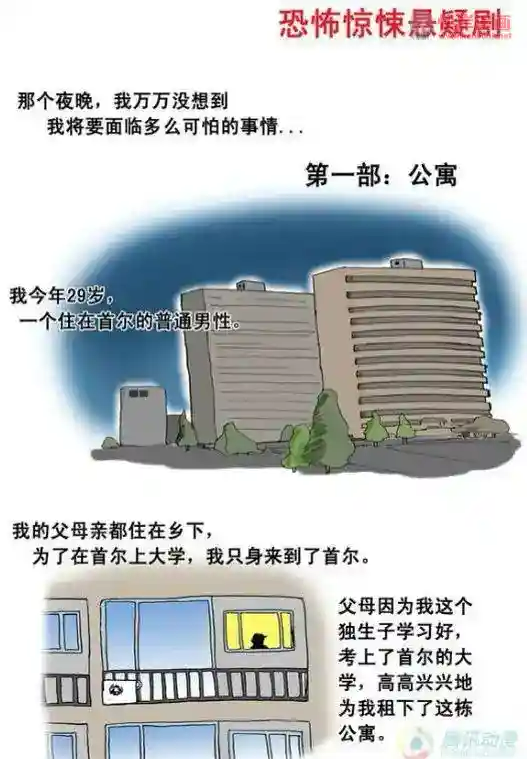 恐怖惊悚悬疑剧
那个夜晚，我万万没想到
我将要面临多么可怕的事情...
第一部：公寓
我今年29岁，
一个住在首尔的普通男性。
我的父母亲都住在乡下，
为了在首尔上大学，我只身来到了首尔。
父母因为我这个
独生子学习好，
考上了首尔的大
学，高高兴兴地
为我租下了这栋
公寓。
腾讯动漫